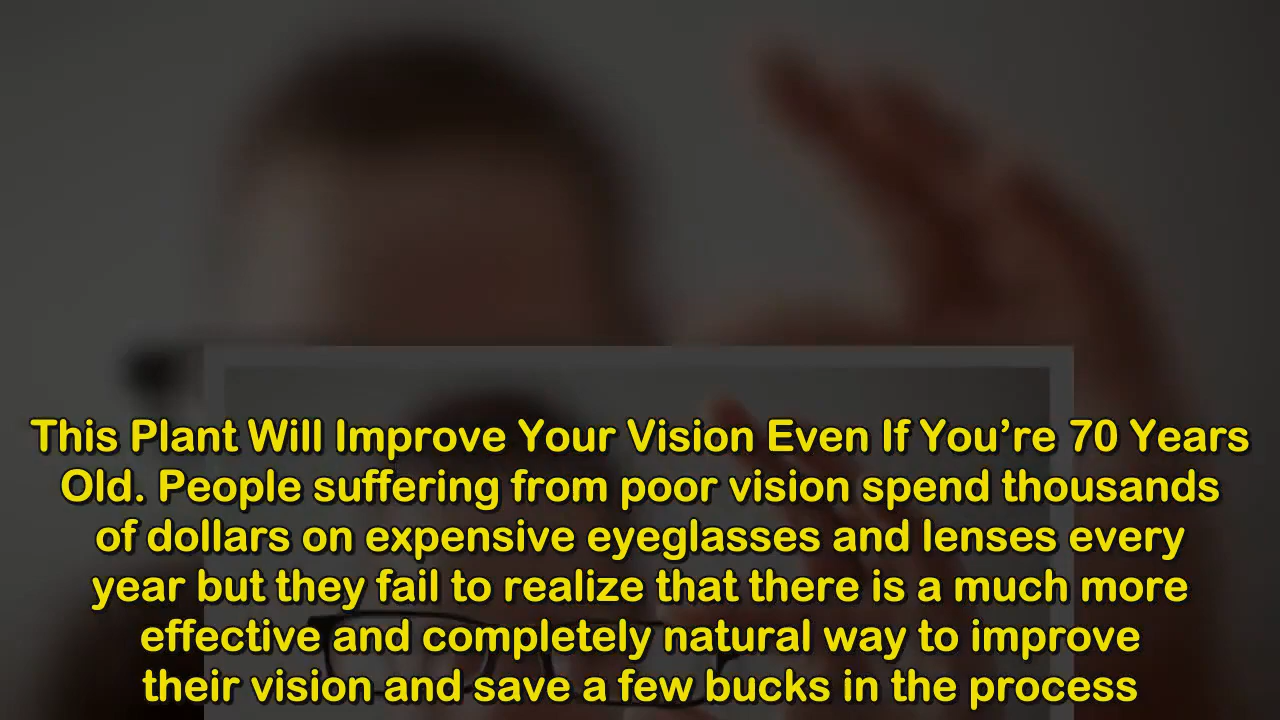 This Plant Will Improve Your Vision Even If You’re 70 Years
Old. People suffering from poor vision spend thousands
of dollars on expensive eyeglasses and lenses every
year but they fail to realize that there is a much more
effective and completely natural way to improve
their vision and save a few bucks in the process